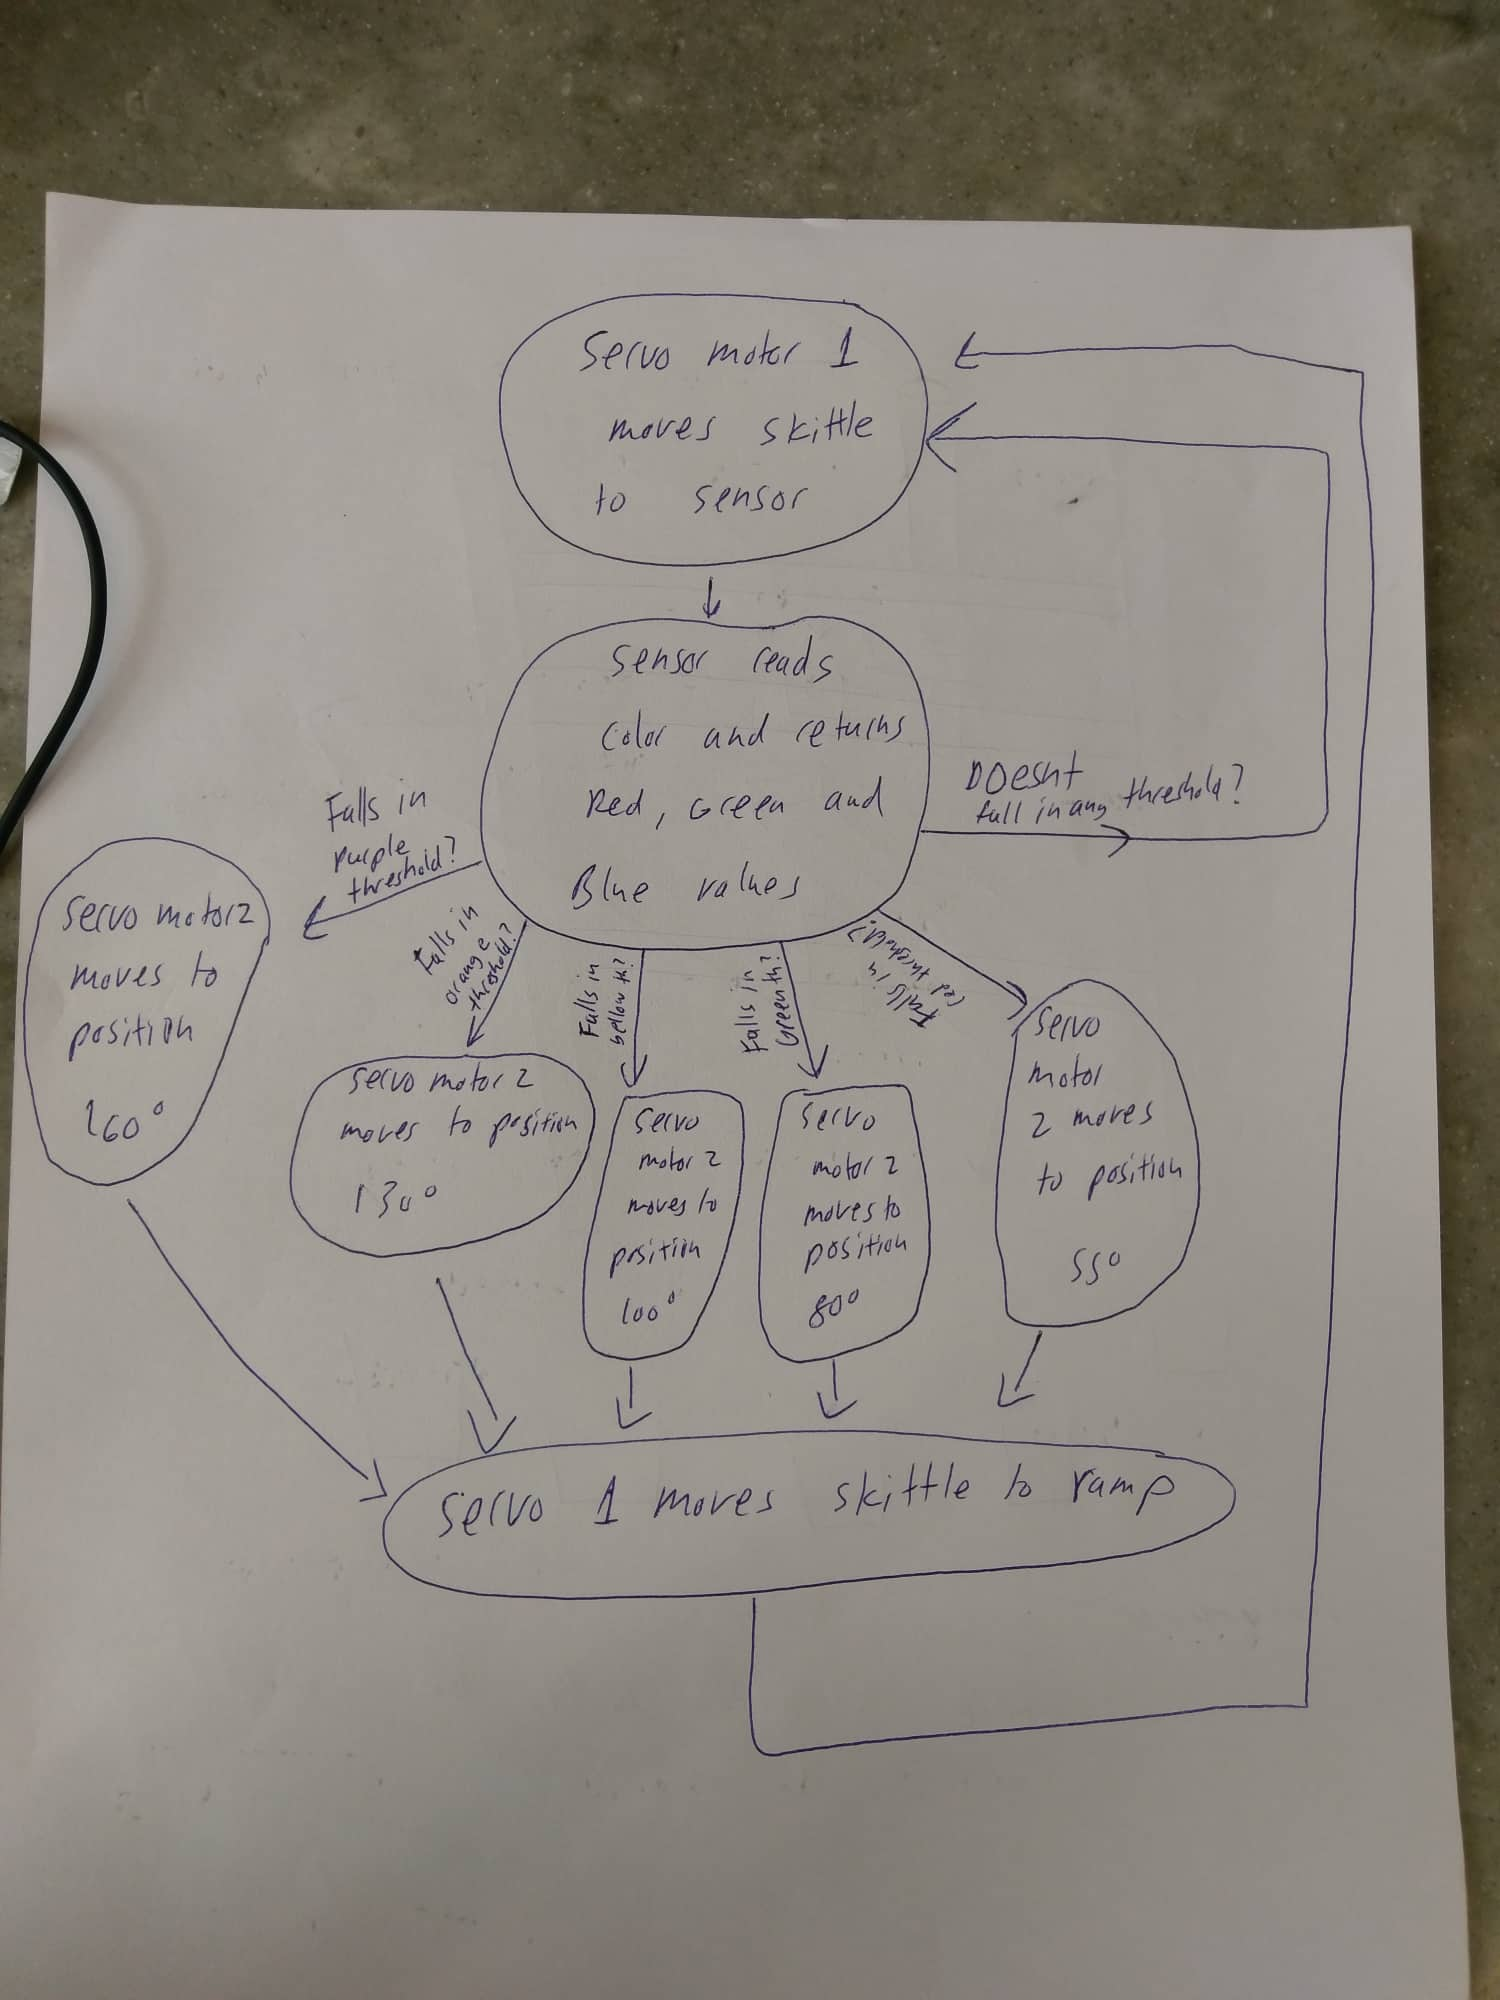 Servo motor 1
moves skittle
to sensor
Sensor reads
Color and returns
Red, Green and
Blue values
Doesnt
fall in any threshold?
Falls in
purple
threshold?
Falls in
orange
threshold?
Falls in
yellow th?
Falls in
Green th?
Falls in
red threshold?
Servo motor 2
moves to
position
160°
servo motor 2
moves to position
130°
Servo
motor 2
moves to
position
100°
Servo
motor 2
moves to
position
80°
Servo
motor
2 moves
to position
55°
Servo 1 moves skittle to ramp